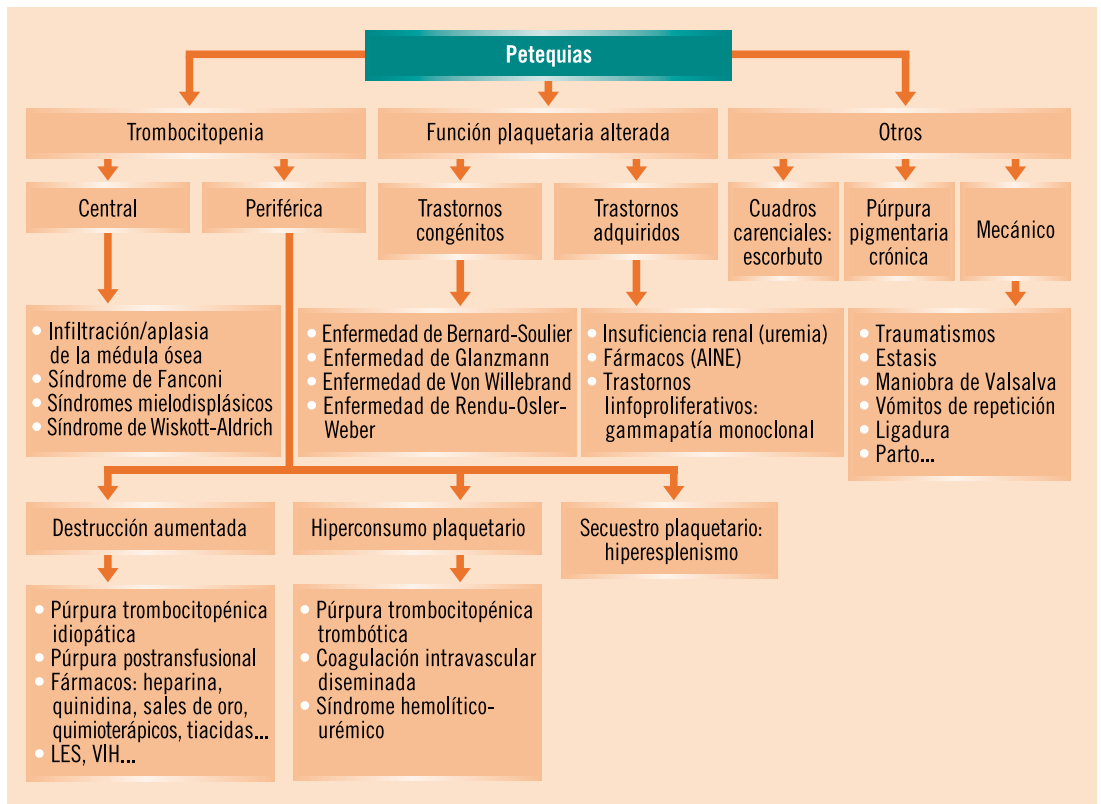 Petequias
Trombocitopenia
Función plaquetaria alterada
Otros
Central
Periférica
Trastornos
congénitos
Trastornos
adquiridos
Cuadros
carenciales:
escorbuto
Púrpura
pigmentaria
crónica
Mecánico
• Infiltración/aplasia
de la médula ósea
• Síndrome de Fanconi
• Síndromes mielodisplásicos
• Síndrome de Wiskott-Aldrich
• Enfermedad de Bernard-Soulier
• Enfermedad de Glanzmann
• Enfermedad de Von Willebrand
• Enfermedad de Rendu-Osler-
Weber
• Insuficiencia renal (uremia)
• Fármacos (AINE)
• Trastornos
linfoproliferativos:
gammapatía monoclonal
• Traumatismos
• Estasis
• Maniobra de Valsalva
• Vómitos de repetición
• Ligadura
• Parto...
Destrucción aumentada
Hiperconsumo plaquetario
Secuestro plaquetario:
hiperesplenismo
• Púrpura trombocitopénica
idiopática
• Púrpura postransfusional
• Fármacos: heparina,
quinidina, sales de oro,
quimioterápicos, tiacidas...
• LES, VIH...
• Púrpura trombocitopénica
trombótica
• Coagulación intravascular
diseminada
• Síndrome hemolítico-
urémico